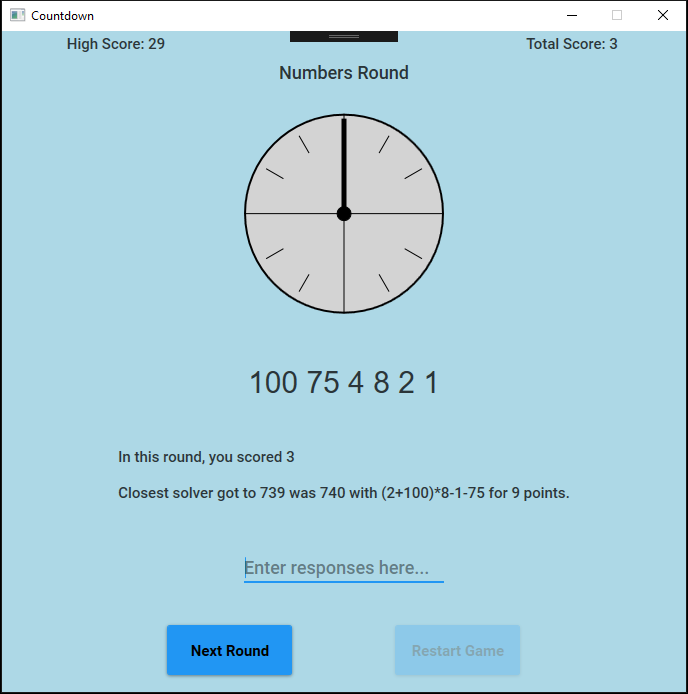 Countdown
High Score: 29
Total Score: 3
Numbers Round
100 75 4 8 2 1
In this round, you scored 3
Closest solver got to 739 was 740 with (2+100)*8-1-75 for 9 points.
Enter responses here...
Next Round
Restart Game